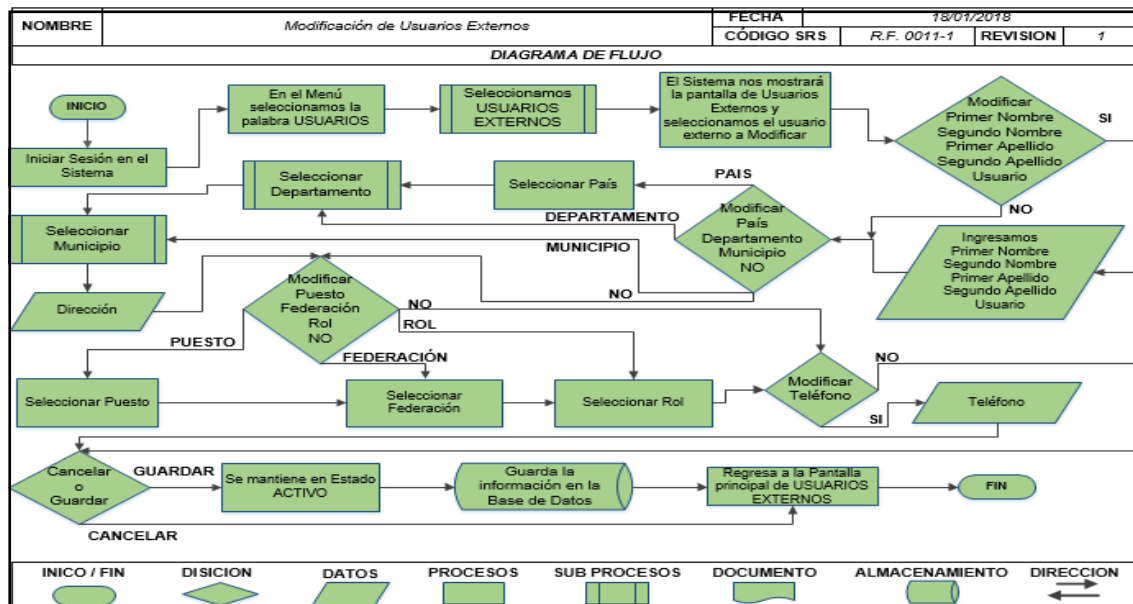 NOMBRE
Modificación de Usuarios Externos
FECHA
18/01/2018
CÓDIGO SRS
R.F. 0011-1
REVISION
1
DIAGRAMA DE FLUJO
INICIO
Iniciar Sesión en el
Sistema
En el Menú
seleccionamos la
palabra USUARIOS
Seleccionamos
USUARIOS
EXTERNOS
El Sistema nos mostrará
la pantalla de Usuarios
Externos y
seleccionamos el usuario
externo a Modificar
Modificar
Primer Nombre
Segundo Nombre
Primer Apellido
Segundo Apellido
Usuario
SI
NO
Ingresamos
Primer Nombre
Segundo Nombre
Primer Apellido
Segundo Apellido
Usuario
Modificar
País
Departamento
Municipio
NO
PAIS
DEPARTAMENTO
MUNICIPIO
NO
Seleccionar País
Seleccionar
Departamento
Seleccionar
Municipio
Dirección
Modificar
Puesto
Federación
Rol
NO
NO
ROL
PUESTO
FEDERACIÓN
Seleccionar Puesto
Seleccionar
Federación
Seleccionar Rol
Modificar
Teléfono
NO
SI
Teléfono
Cancelar
o
Guardar
GUARDAR
CANCELAR
Se mantiene en Estado
ACTIVO
Guarda la
información en la
Base de Datos
Regresa a la Pantalla
principal de USUARIOS
EXTERNOS
FIN
INICO / FIN
DISICION
DATOS
PROCESOS
SUB PROCESOS
DOCUMENTO
ALMACENAMIENTO
DIRECCION